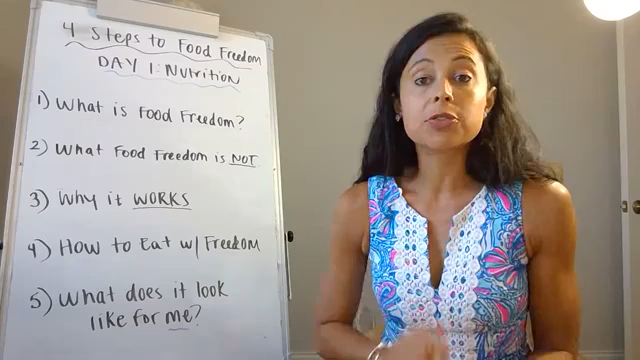 4 Steps to Food Freedom
DAY 1: Nutrition
1) What is Food Freedom?
2) What Food Freedom is NOT
3) Why it WORKS
4) How to Eat w/ Freedom
5) What does it look
like for me?